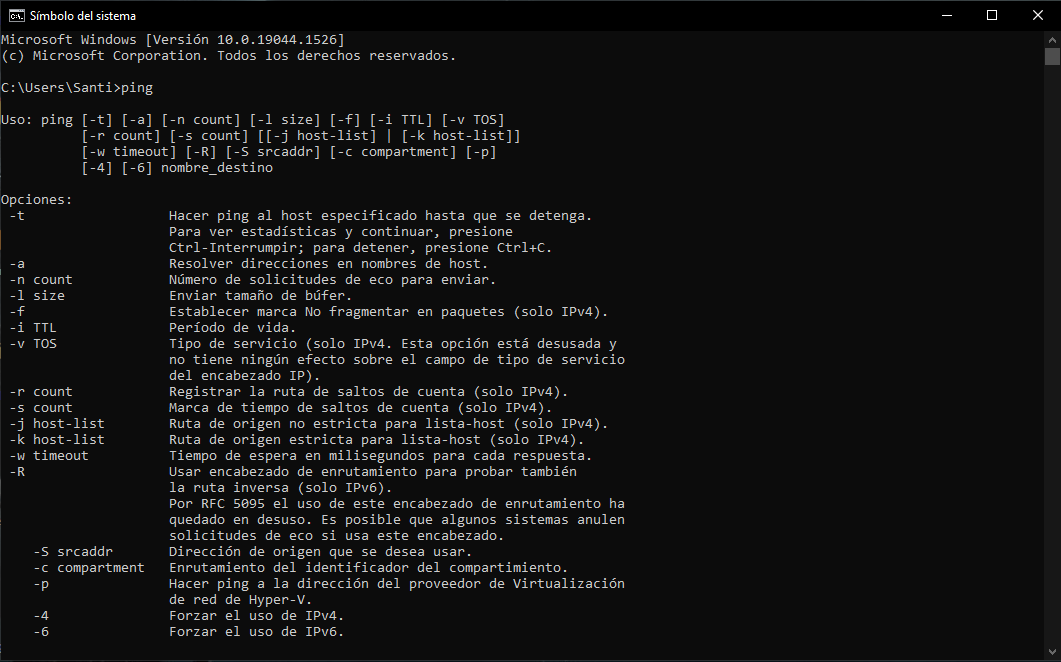 Símbolo del sistema
Microsoft Windows [Versión 10.0.19044.1526]
(c) Microsoft Corporation. Todos los derechos reservados.
C:\Users\Santi>ping
Uso: ping [-t] [-a] [-n count] [-l size] [-f] [-i TTL] [-v TOS]
[-r count] [-s count] [[-j host-list] | [-k host-list]]
[-w timeout] [-R] [-S srcaddr] [-c compartment] [-p]
[-4] [-6] nombre_destino
Opciones:
-t Hacer ping al host especificado hasta que se detenga.
Para ver estadísticas y continuar, presione
Ctrl-Interrumpir; para detener, presione Ctrl+C.
-a Resolver direcciones en nombres de host.
-n count Número de solicitudes de eco para enviar.
-l size Enviar tamaño de búfer.
-f Establecer marca No fragmentar en paquetes (solo IPv4).
-i TTL Período de vida.
-v TOS Tipo de servicio (solo IPv4. Esta opción está desusada y
no tiene ningún efecto sobre el campo de tipo de servicio
del encabezado IP).
-r count Registrar la ruta de saltos de cuenta (solo IPv4).
-s count Marca de tiempo de saltos de cuenta (solo IPv4).
-j host-list Ruta de origen no estricta para lista-host (solo IPv4).
-k host-list Ruta de origen estricta para lista-host (solo IPv4).
-w timeout Tiempo de espera en milisegundos para cada respuesta.
-R Usar encabezado de enrutamiento para probar también
la ruta inversa (solo IPv6).
Por RFC 5095 el uso de este encabezado de enrutamiento ha
quedado en desuso. Es posible que algunos sistemas anulen
solicitudes de eco si usa este encabezado.
-S srcaddr Dirección de origen que se desea usar.
-c compartment Enrutamiento del identificador del compartimiento.
-p Hacer ping a la dirección del proveedor de Virtualización
de red de Hyper-V.
-4 Forzar el uso de IPv4.
-6 Forzar el uso de IPv6.